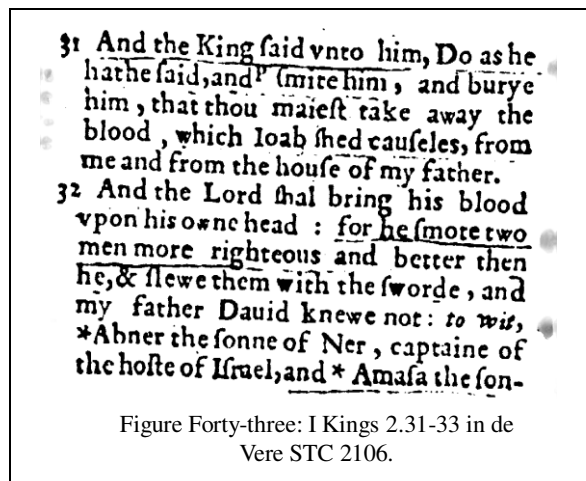 31 And the King ſaid vnto him, Do as he
hathe ſaid, and p ſmite him, and burye
him, that thou maieſt take away the
blood, which Ioab ſhed cauſeles, from
me and from the houſe of my father.
32 And the Lord ſhal bring his blood
vpon his owne head : for he ſmote two
men more righteous and better then
he, & ſlewe them with the ſworde, and
my father Dauid knewe not: to wit,
*Abner the ſonne of Ner, captaine of
the hoſte of Iſrael, and * Amaſa the ſon-
Figure Forty-three: I Kings 2.31-33 in de
Vere STC 2106.